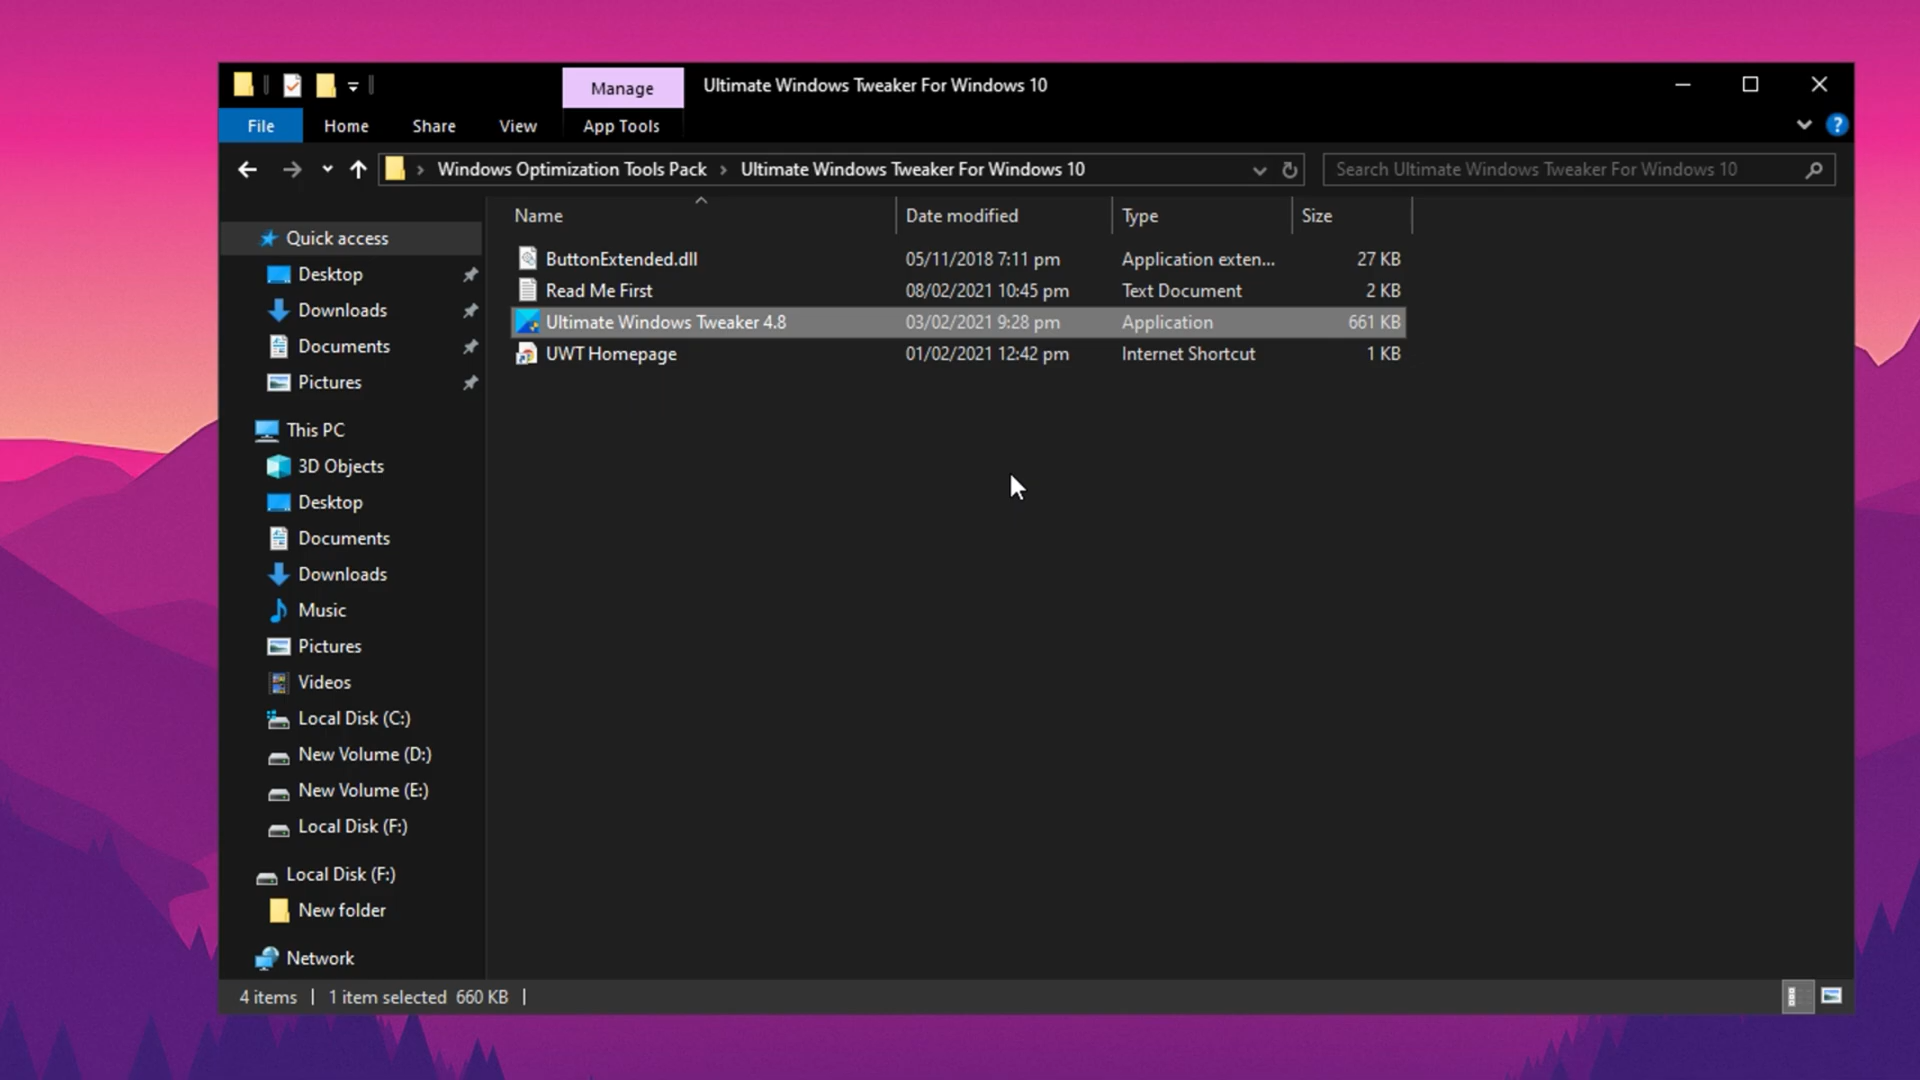 Manage
Ultimate Windows Tweaker For Windows 10
File
Home
Share
View
App Tools
?
Windows Optimization Tools Pack > Ultimate Windows Tweaker For Windows 10
Search Ultimate Windows Tweaker For Windows 10
Name
Date modified
Type
Size
ButtonExtended.dll 05/11/2018 7:11 pm Application exten... 27 KB
Read Me First 08/02/2021 10:45 pm Text Document 2 KB
Ultimate Windows Tweaker 4.8 03/02/2021 9:28 pm Application 661 KB
UWT Homepage 01/02/2021 12:42 pm Internet Shortcut 1 KB
Quick access
Desktop
Downloads
Documents
Pictures
This PC
3D Objects
Desktop
Documents
Downloads
Music
Pictures
Videos
Local Disk (C:)
New Volume (D:)
New Volume (E:)
Local Disk (F:)
Local Disk (F:)
New folder
Network
4 items | 1 item selected 660 KB |